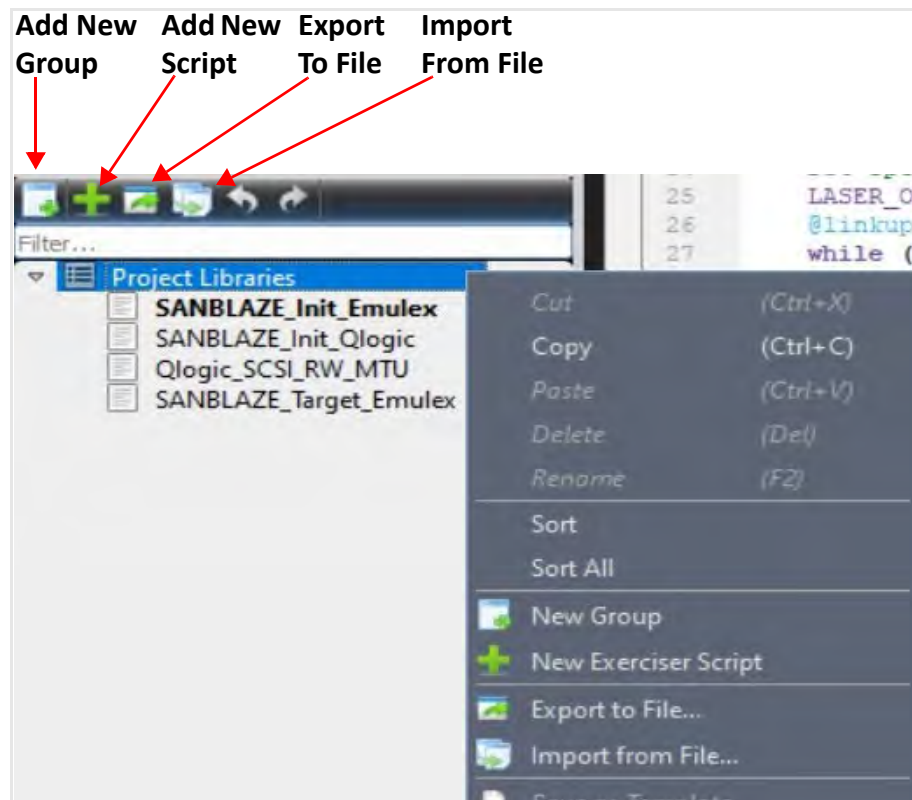 Add New Add New Export Import
Group Script To File From File
25 LASER_O
26 @linkup
Filter...
27 while (
Project Libraries
SANBLAZE_Init_Emulex
SANBLAZE_Init_Qlogic
Qlogic_SCSI_RW_MTU
SANBLAZE_Target_Emulex
Cut (Ctrl+X)
Copy (Ctrl+C)
Paste (Ctrl+V)
Delete (Del)
Rename (F2)
Sort
Sort All
New Group
New Exerciser Script
Export to File...
Import from File...